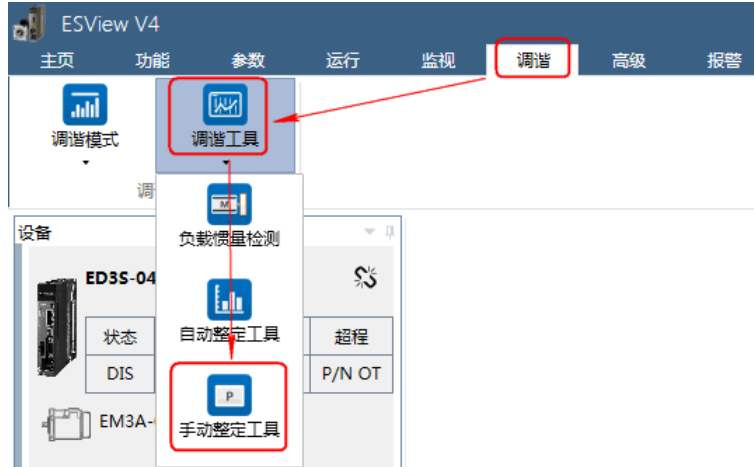 ESView V4
主页 功能 参数 运行 监视 调谐 高级 报警
调谐模式 调谐工具
调
设备
负载惯量检测
ED3S-04
自动整定工具
状态 超程
DIS P/N OT
P
手动整定工具
EM3A-